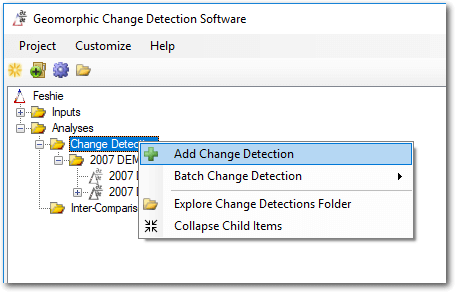 Geomorphic Change Detection Software
Project Customize Help
Feshie
Inputs
Analyses
Change Detec
Add Change Detection
2007 DEM
Batch Change Detection
2007
2007
Explore Change Detections Folder
Inter-Comparis
Collapse Child Items